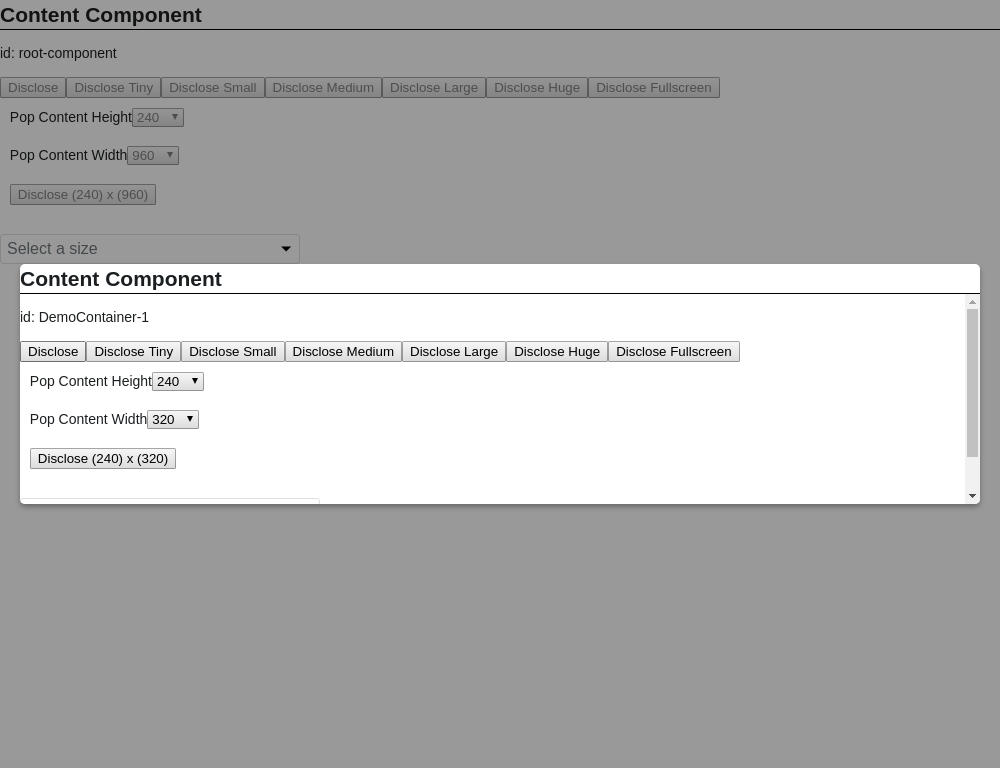 Content Component
id: root-component
Disclose Disclose Tiny Disclose Small Disclose Medium Disclose Large Disclose Huge Disclose Fullscreen
Pop Content Height 240
Pop Content Width 960
Disclose (240) x (960)
Select a size
Content Component
id: DemoContainer-1
Disclose Disclose Tiny Disclose Small Disclose Medium Disclose Large Disclose Huge Disclose Fullscreen
Pop Content Height 240
Pop Content Width 320
Disclose (240) x (320)